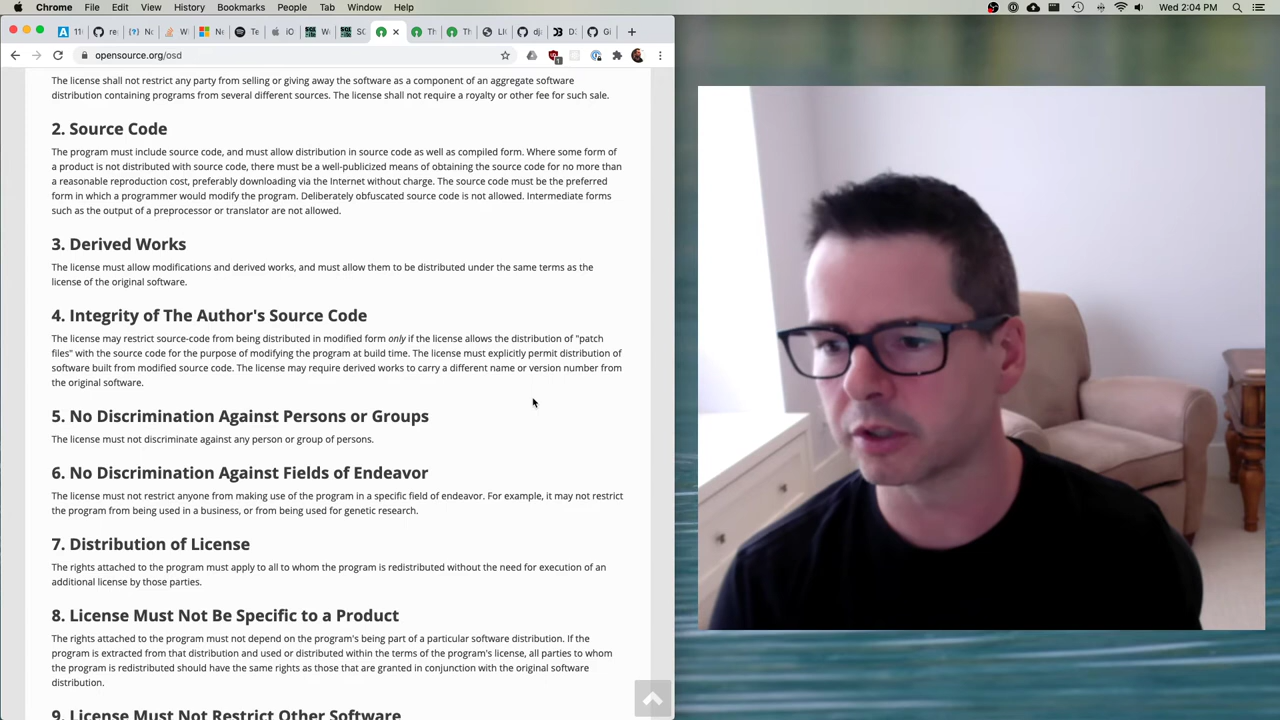 Chrome File Edit View History Bookmarks People Tab Window Help Wed 2:04 PM
11 re No W N Te iO We SO Th Th LI dja D: Gi
opensource.org/osd
The license shall not restrict any party from selling or giving away the software as a component of an aggregate software
distribution containing programs from several different sources. The license shall not require a royalty or other fee for such sale.
2. Source Code
The program must include source code, and must allow distribution in source code as well as compiled form. Where some form of
a product is not distributed with source code, there must be a well-publicized means of obtaining the source code for no more than
a reasonable reproduction cost, preferably downloading via the Internet without charge. The source code must be the preferred
form in which a programmer would modify the program. Deliberately obfuscated source code is not allowed. Intermediate forms
such as the output of a preprocessor or translator are not allowed.
3. Derived Works
The license must allow modifications and derived works, and must allow them to be distributed under the same terms as the
license of the original software.
4. Integrity of The Author's Source Code
The license may restrict source-code from being distributed in modified form only if the license allows the distribution of "patch
files" with the source code for the purpose of modifying the program at build time. The license must explicitly permit distribution of
software built from modified source code. The license may require derived works to carry a different name or version number from
the original software.
5. No Discrimination Against Persons or Groups
The license must not discriminate against any person or group of persons.
6. No Discrimination Against Fields of Endeavor
The license must not restrict anyone from making use of the program in a specific field of endeavor. For example, it may not restrict
the program from being used in a business, or from being used for genetic research.
7. Distribution of License
The rights attached to the program must apply to all to whom the program is redistributed without the need for execution of an
additional license by those parties.
8. License Must Not Be Specific to a Product
The rights attached to the program must not depend on the program's being part of a particular software distribution. If the
program is extracted from that distribution and used or distributed within the terms of the program's license, all parties to whom
the program is redistributed should have the same rights as those that are granted in conjunction with the original software
distribution.
9. License Must Not Restrict Other Software